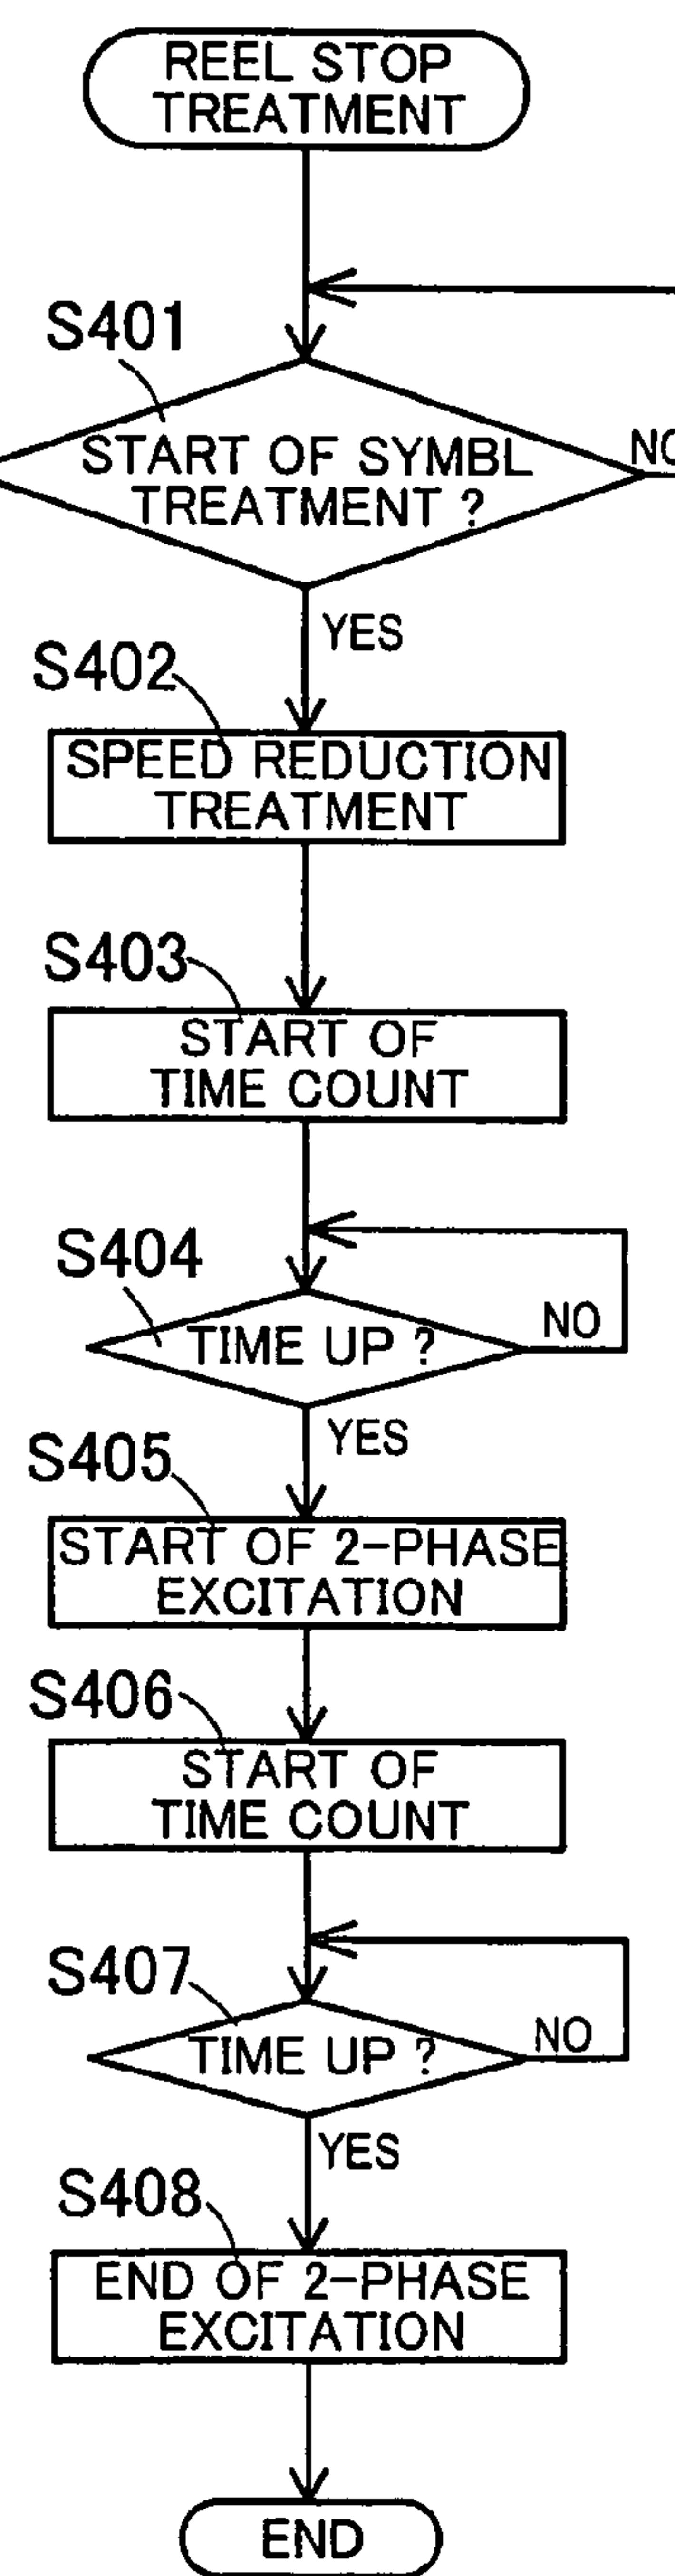 REEL STOP
TREATMENT
S401
START OF SYMBL
TREATMENT ?
NO
YES
S402
SPEED REDUCTION
TREATMENT
S403
START OF
TIME COUNT
S404
TIME UP ?
NO
YES
S405
START OF 2-PHASE
EXCITATION
S406
START OF
TIME COUNT
S407
TIME UP ?
NO
YES
S408
END OF 2-PHASE
EXCITATION
END